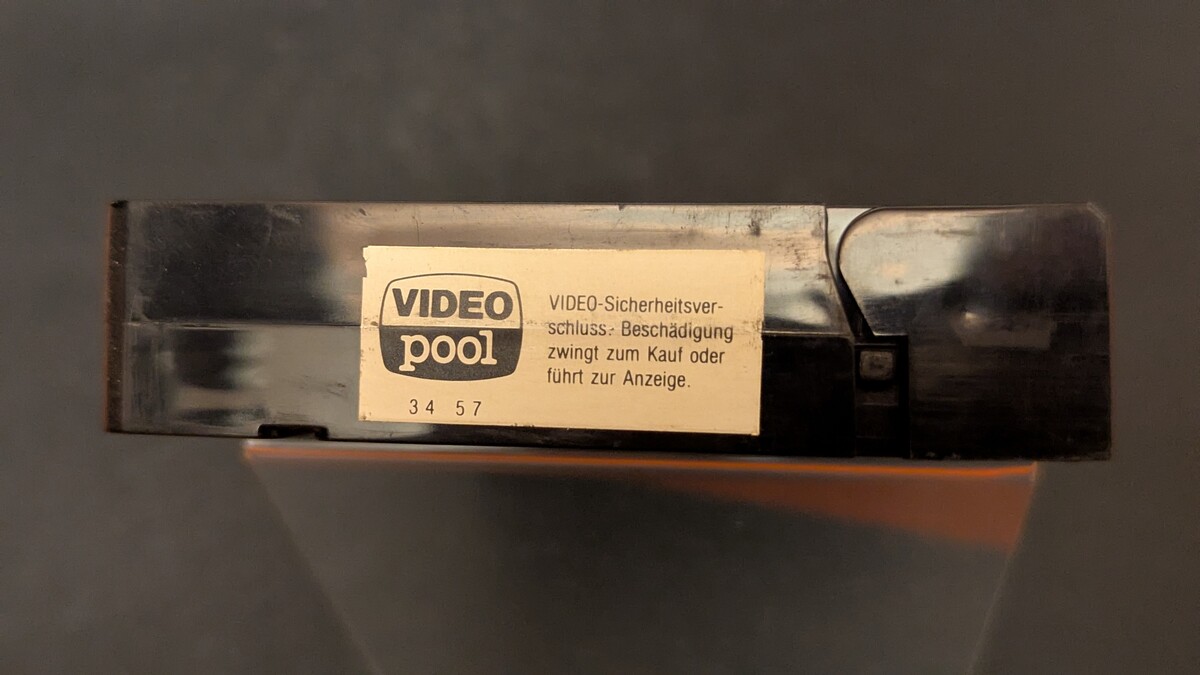 VIDEO
pool
34 57
VIDEO-Sicherheitsver-
schluss: Beschädigung
zwingt zum Kauf oder
führt zur Anzeige.